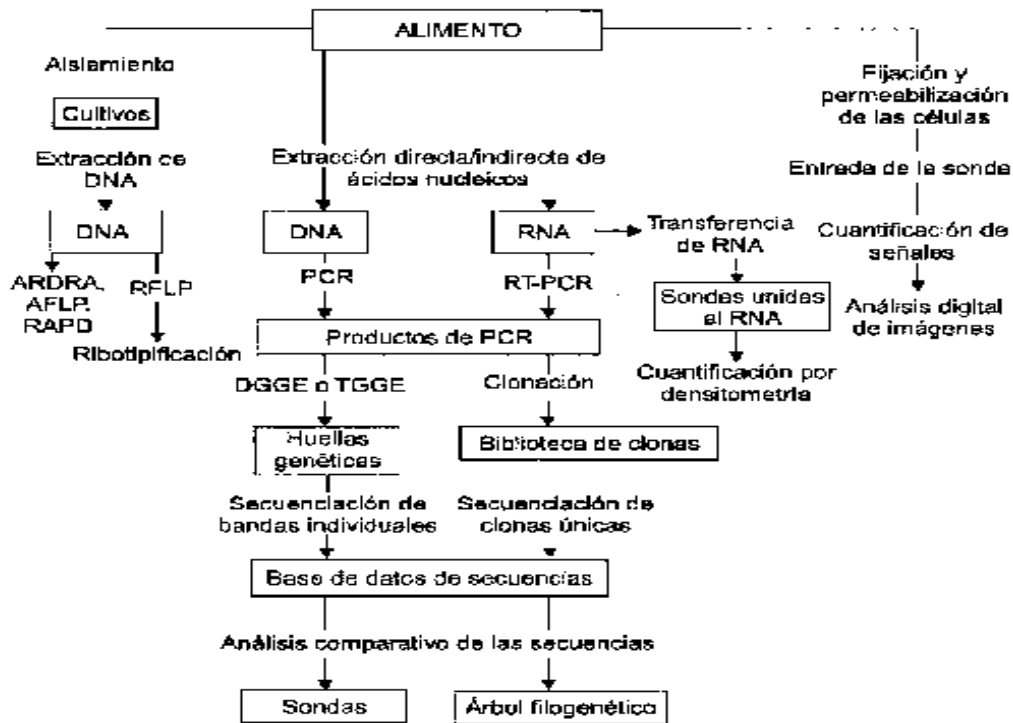 ALIMENTO
Aislamiento
Cultivos
Extracción de
DNA
DNA
ARDRA,
AFLP,
RAPD
RFLP
Ribotipificación
Extracción directa/indirecta de
ácidos nucleicos
DNA
RNA
PCR
RT-PCR
Transferencia
de RNA
Sondas unidas
al RNA
Cuantificación por
densitometría
Productos de PCR
DGGE o TGGE
Clonación
Huellas
genéticas
Biblioteca de clonas
Secuenciación de
bandas individuales
Secuenciación de
clonas únicas
Base de datos de secuencias
Análisis comparativo de las secuencias
Sondas
Árbol filogenético
Fijación y
permeabilización
de las células
Entrada de la sonda
Cuantificación de
señales
Análisis digital
de imágenes